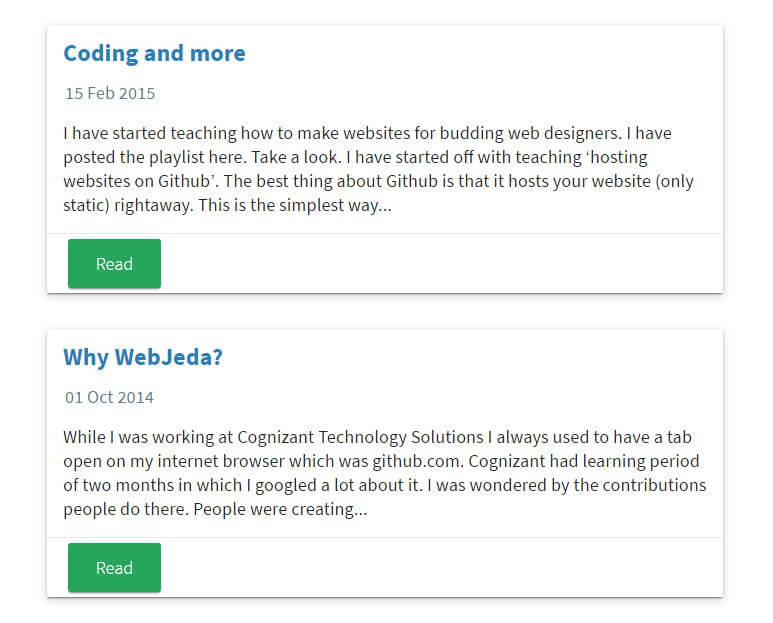 Coding and more
15 Feb 2015
I have started teaching how to make websites for budding web designers. I have
posted the playlist here. Take a look. I have started off with teaching ‘hosting
websites on Github’. The best thing about Github is that it hosts your website (only
static) rightaway. This is the simplest way...
Read
Why WebJeda?
01 Oct 2014
While I was working at Cognizant Technology Solutions I always used to have a tab
open on my internet browser which was github.com. Cognizant had learning period
of two months in which I googled a lot about it. I was wondered by the contributions
people do there. People were creating...
Read